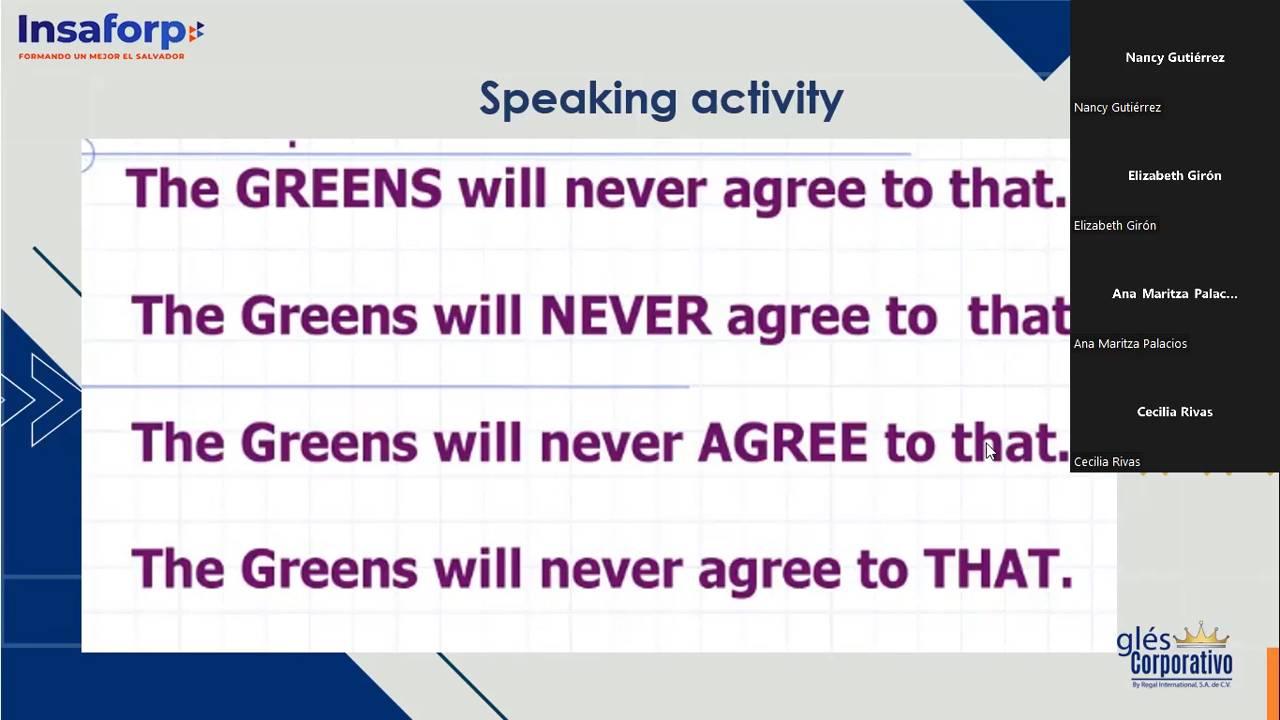 Insaforp
FORMANDO UN MEJOR EL SALVADOR
Speaking activity
The GREENS will never agree to that.
The Greens will NEVER agree to that
The Greens will never AGREE to that.
The Greens will never agree to THAT.
Nancy Gutiérrez
Nancy Gutiérrez
Elizabeth Girón
Elizabeth Girón
Ana Maritza Palac...
Ana Maritza Palacios
Cecilia Rivas
Cecilia Rivas
glés
Corporativo
By Regal International, S.A. de C.V.